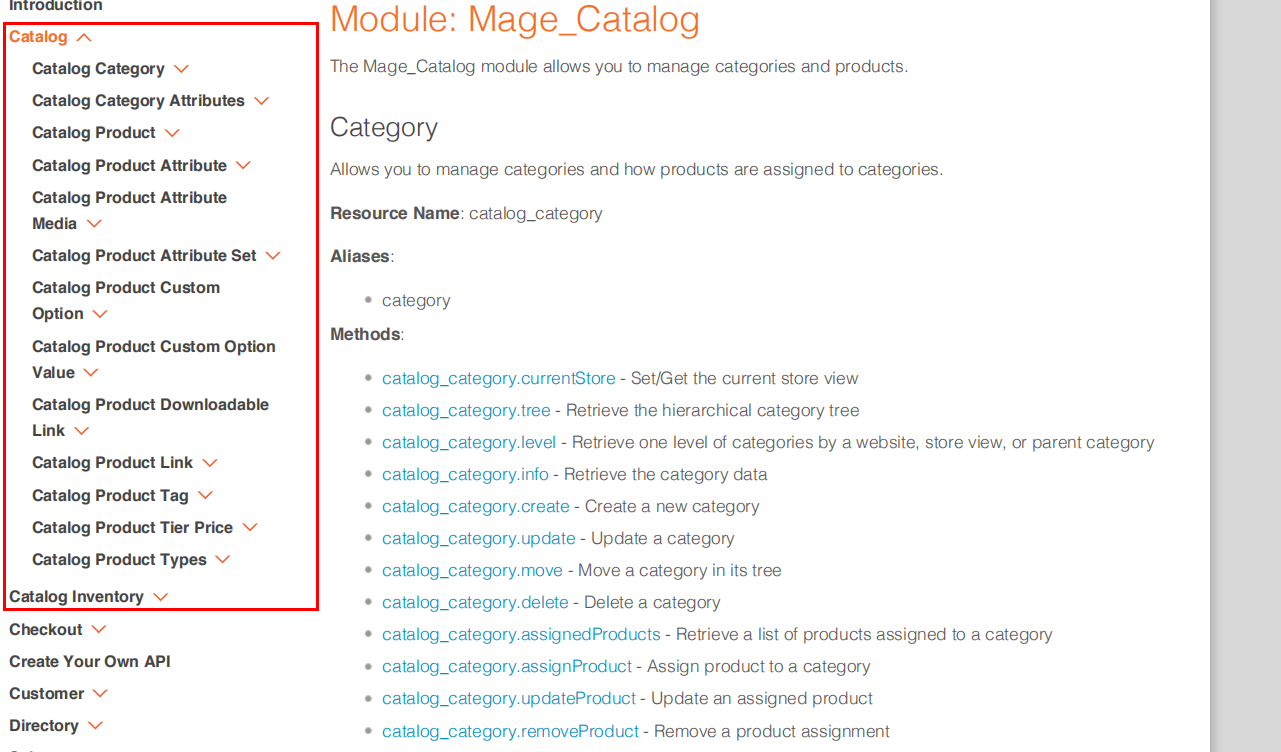 Introduction
Catalog
Catalog Category
Catalog Category Attributes
Catalog Product
Catalog Product Attribute
Catalog Product Attribute
Media
Catalog Product Attribute Set
Catalog Product Custom
Option
Catalog Product Custom Option
Value
Catalog Product Downloadable
Link
Catalog Product Link
Catalog Product Tag
Catalog Product Tier Price
Catalog Product Types
Catalog Inventory
Checkout
Create Your Own API
Customer
Directory
Module: Mage_Catalog
The Mage_Catalog module allows you to manage categories and products.
Category
Allows you to manage categories and how products are assigned to categories.
Resource Name: catalog_category
Aliases:
category
Methods:
catalog_category.currentStore - Set/Get the current store view
catalog_category.tree - Retrieve the hierarchical category tree
catalog_category.level - Retrieve one level of categories by a website, store view, or parent category
catalog_category.info - Retrieve the category data
catalog_category.create - Create a new category
catalog_category.update - Update a category
catalog_category.move - Move a category in its tree
catalog_category.delete - Delete a category
catalog_category.assignedProducts - Retrieve a list of products assigned to a category
catalog_category.assignProduct - Assign product to a category
catalog_category.updateProduct - Update an assigned product
catalog_category.removeProduct - Remove a product assignment